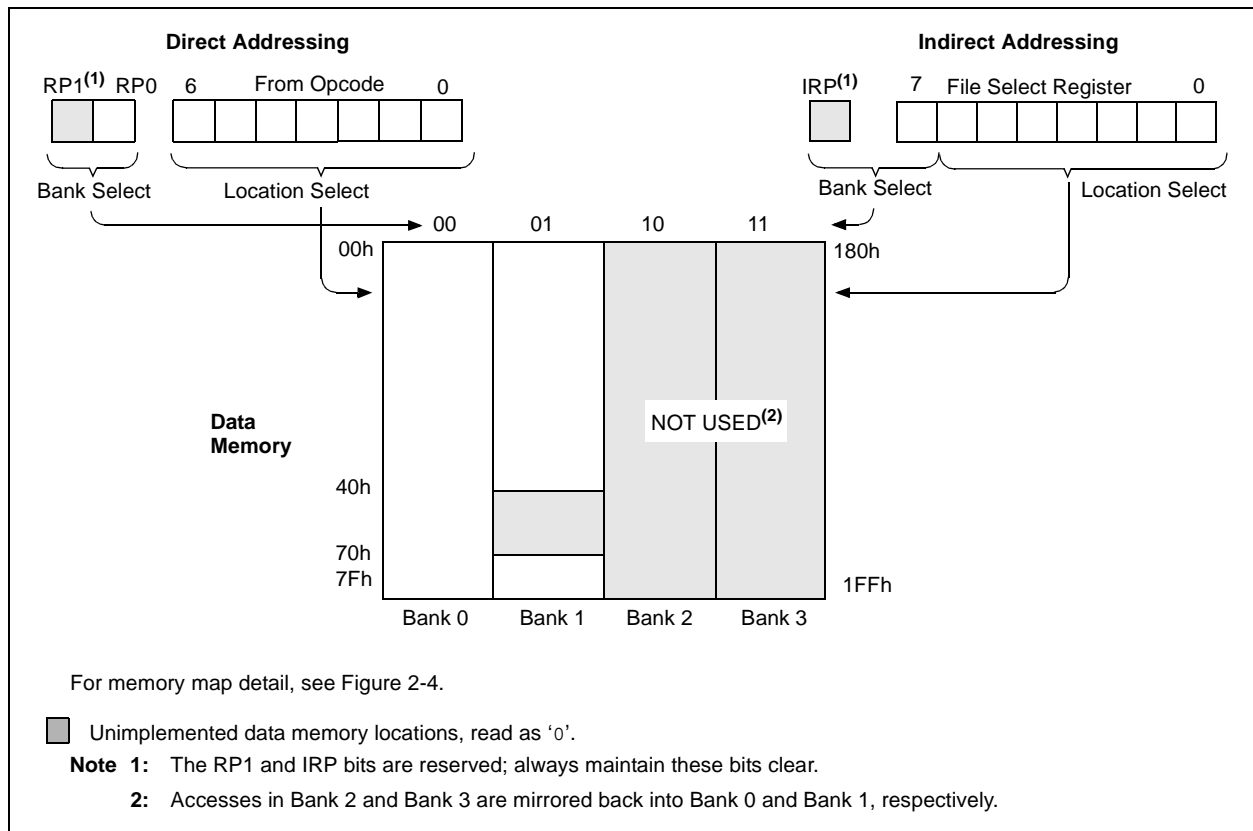 Direct Addressing
Indirect Addressing
RP1(1) RP0 6 From Opcode 0
IRP(1) 7 File Select Register 0
Bank Select Location Select
Bank Select Location Select
00 01 10 11
00h
180h
Data
Memory
NOT USED(2)
40h
70h
7Fh
1FFh
Bank 0 Bank 1 Bank 2 Bank 3
For memory map detail, see Figure 2-4.
Unimplemented data memory locations, read as ‘0’.
Note 1: The RP1 and IRP bits are reserved; always maintain these bits clear.
2: Accesses in Bank 2 and Bank 3 are mirrored back into Bank 0 and Bank 1, respectively.